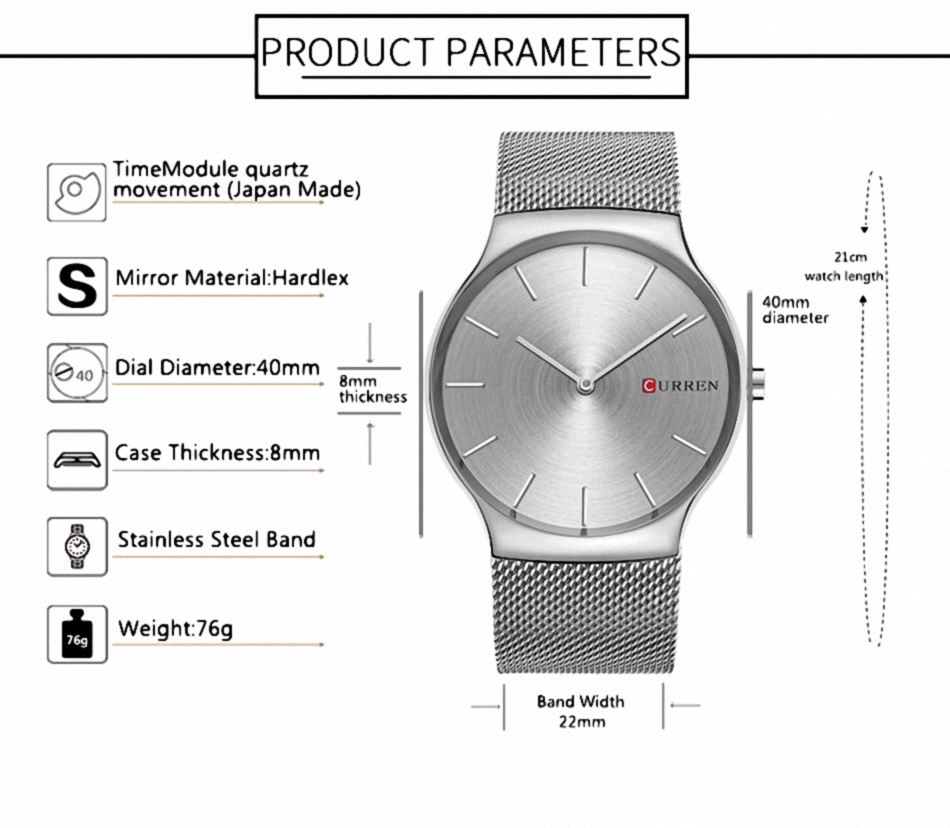 PRODUCT PARAMETERS
TimeModule quartz
movement (Japan Made)
Mirror Material:Hardlex
S
40
Dial Diameter:40mm
Case Thickness:8mm
Stainless Steel Band
76g
Weight:76g
8mm
thickness
CURREN
40mm
diameter
21cm
watch length
Band Width
22mm